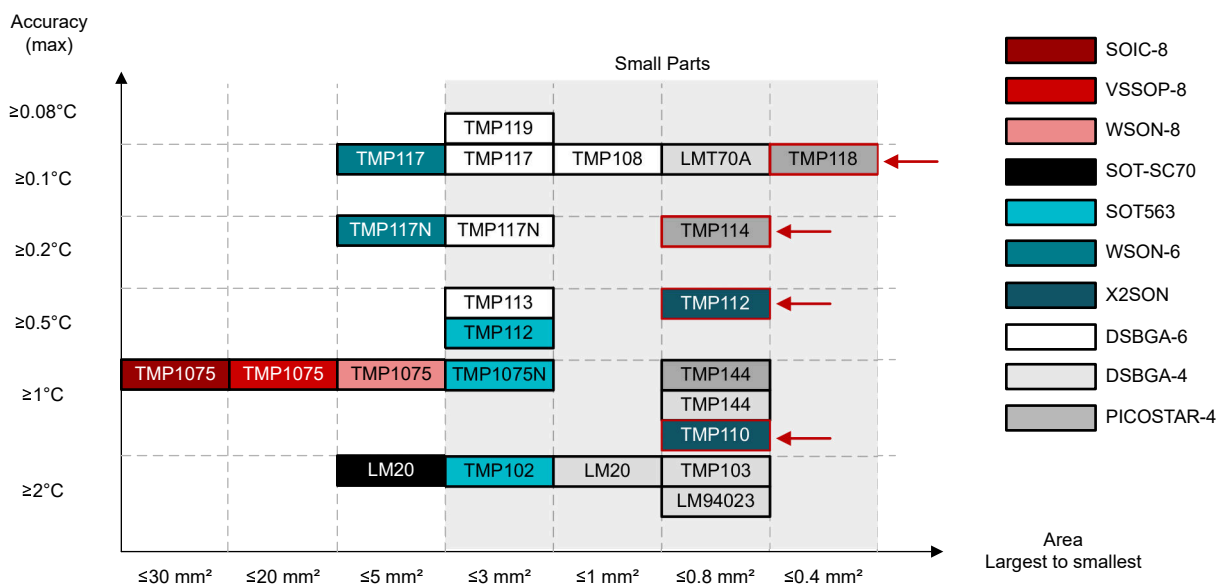 Accuracy
(max)
Small Parts
≥0.08°C
TMP119
≥0.1°C
TMP117
TMP117
TMP108
LMT70A
TMP118
≥0.2°C
TMP117N
TMP117N
TMP114
≥0.5°C
TMP113
TMP112
TMP112
≥1°C
TMP1075
TMP1075
TMP1075
TMP1075N
TMP144
TMP144
TMP110
≥2°C
LM20
TMP102
LM20
TMP103
LM94023
≤30 mm²
≤20 mm²
≤5 mm²
≤3 mm²
≤1 mm²
≤0.8 mm²
≤0.4 mm²
Area
Largest to smallest
SOIC-8
VSSOP-8
WSON-8
SOT-SC70
SOT563
WSON-6
X2SON
DSBGA-6
DSBGA-4
PICOSTAR-4